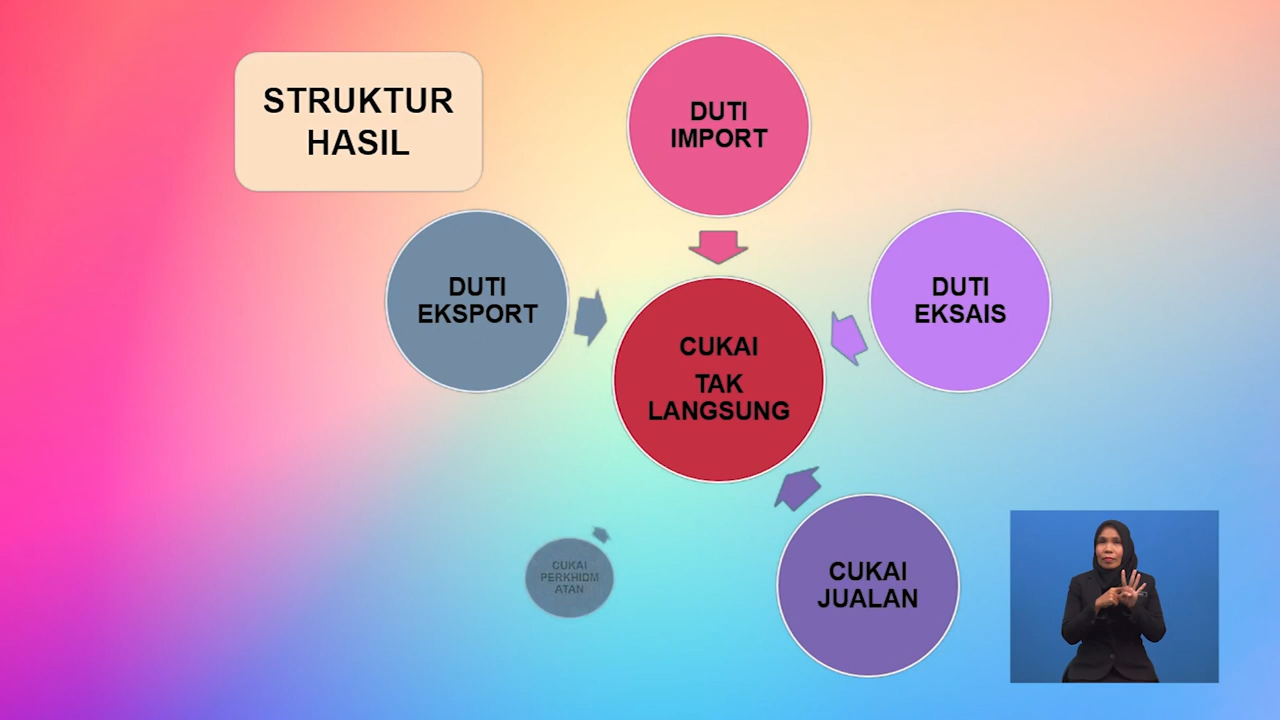 STRUKTUR
HASIL
DUTI
IMPORT
DUTI
EKSPORT
DUTI
EKSAIS
CUKAI
TAK
LANGSUNG
CUKAI
PERKHIDM
ATAN
CUKAI
JUALAN